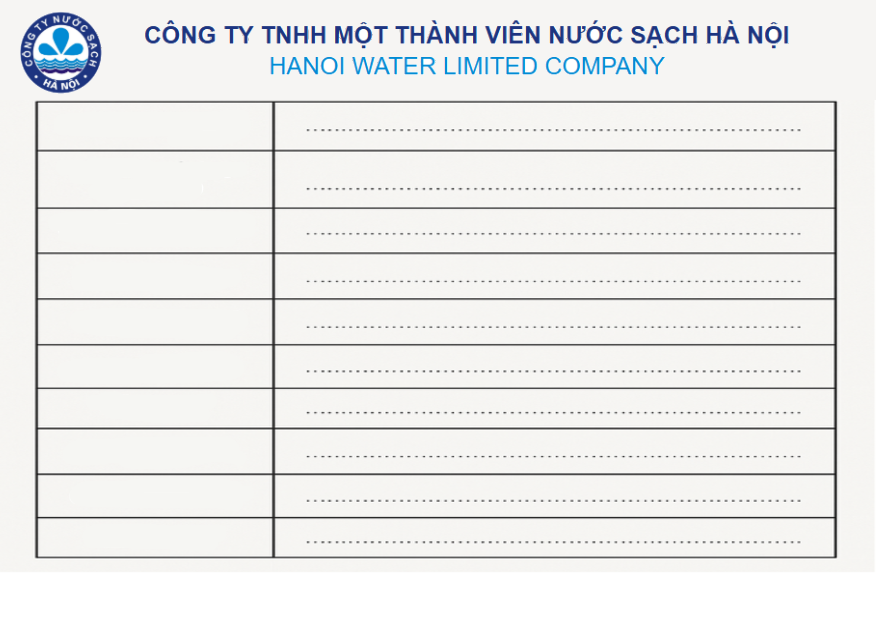 CÔNG TY NƯỚC SẠCH
HÀ NỘI
CÔNG TY TNHH MỘT THÀNH VIÊN NƯỚC SẠCH HÀ NỘI
HANOI WATER LIMITED COMPANY